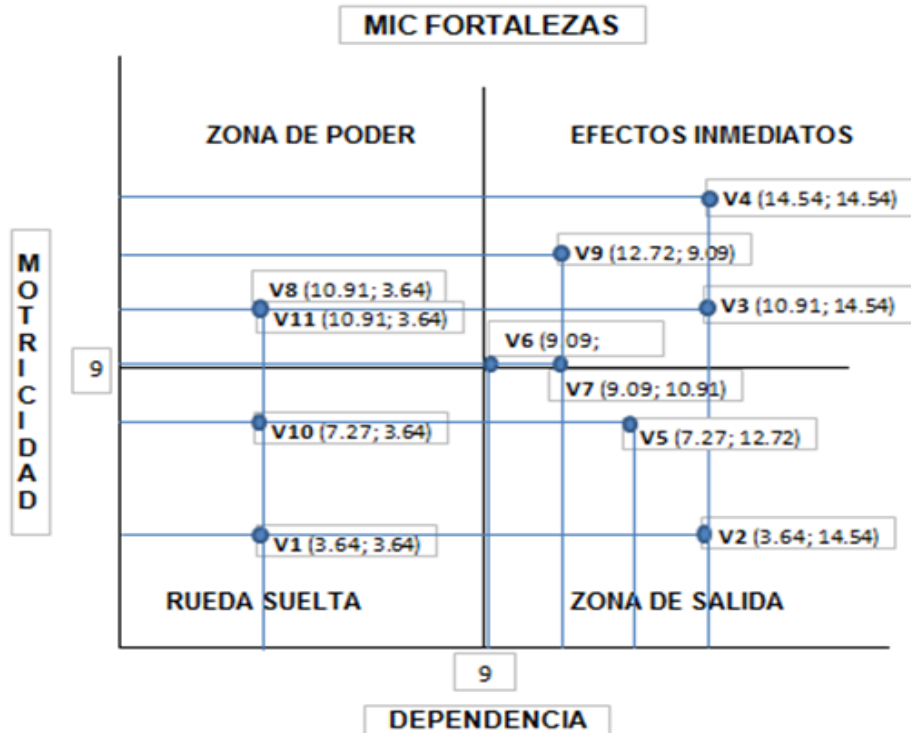 MIC FORTALEZAS
ZONA DE PODER
EFECTOS INMEDIATOS
V4 (14.54; 14.54)
V9 (12.72; 9.09)
V8 (10.91; 3.64)
V11 (10.91; 3.64)
V3 (10.91; 14.54)
V6 (9.09;
MOTRICIDAD
9
V7 (9.09; 10.91)
V10 (7.27; 3.64)
V5 (7.27; 12.72)
V1 (3.64; 3.64)
V2 (3.64; 14.54)
RUEDA SUELTA
ZONA DE SALIDA
9
DEPENDENCIA